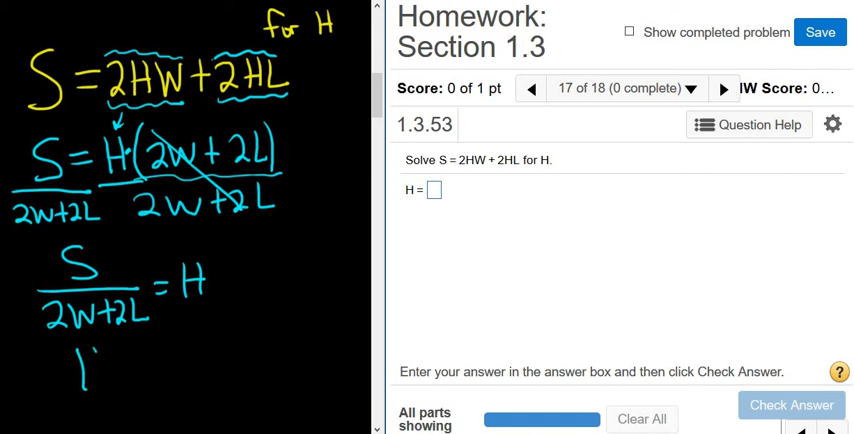 for H
S = 2HW + 2HL
S = H·(2W + 2L)
2W+2L 2W+2L
S
2W+2L = H
Homework:
Section 1.3
Show completed problem
Save
Score: 0 of 1 pt
17 of 18 (0 complete)
IW Score: 0…
1.3.53
Question Help
Solve S = 2HW + 2HL for H.
H =
Enter your answer in the answer box and then click Check Answer.
?
All parts
showing
Clear All
Check Answer